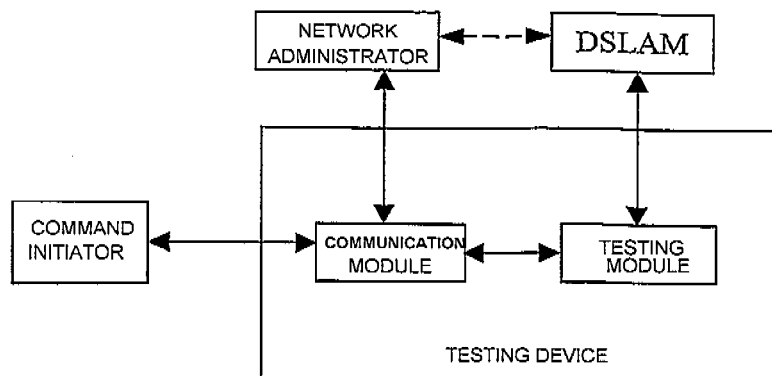 NETWORK
ADMINISTRATOR
DSLAM
COMMAND
INITIATOR
COMMUNICATION
MODULE
TESTING
MODULE
TESTING DEVICE